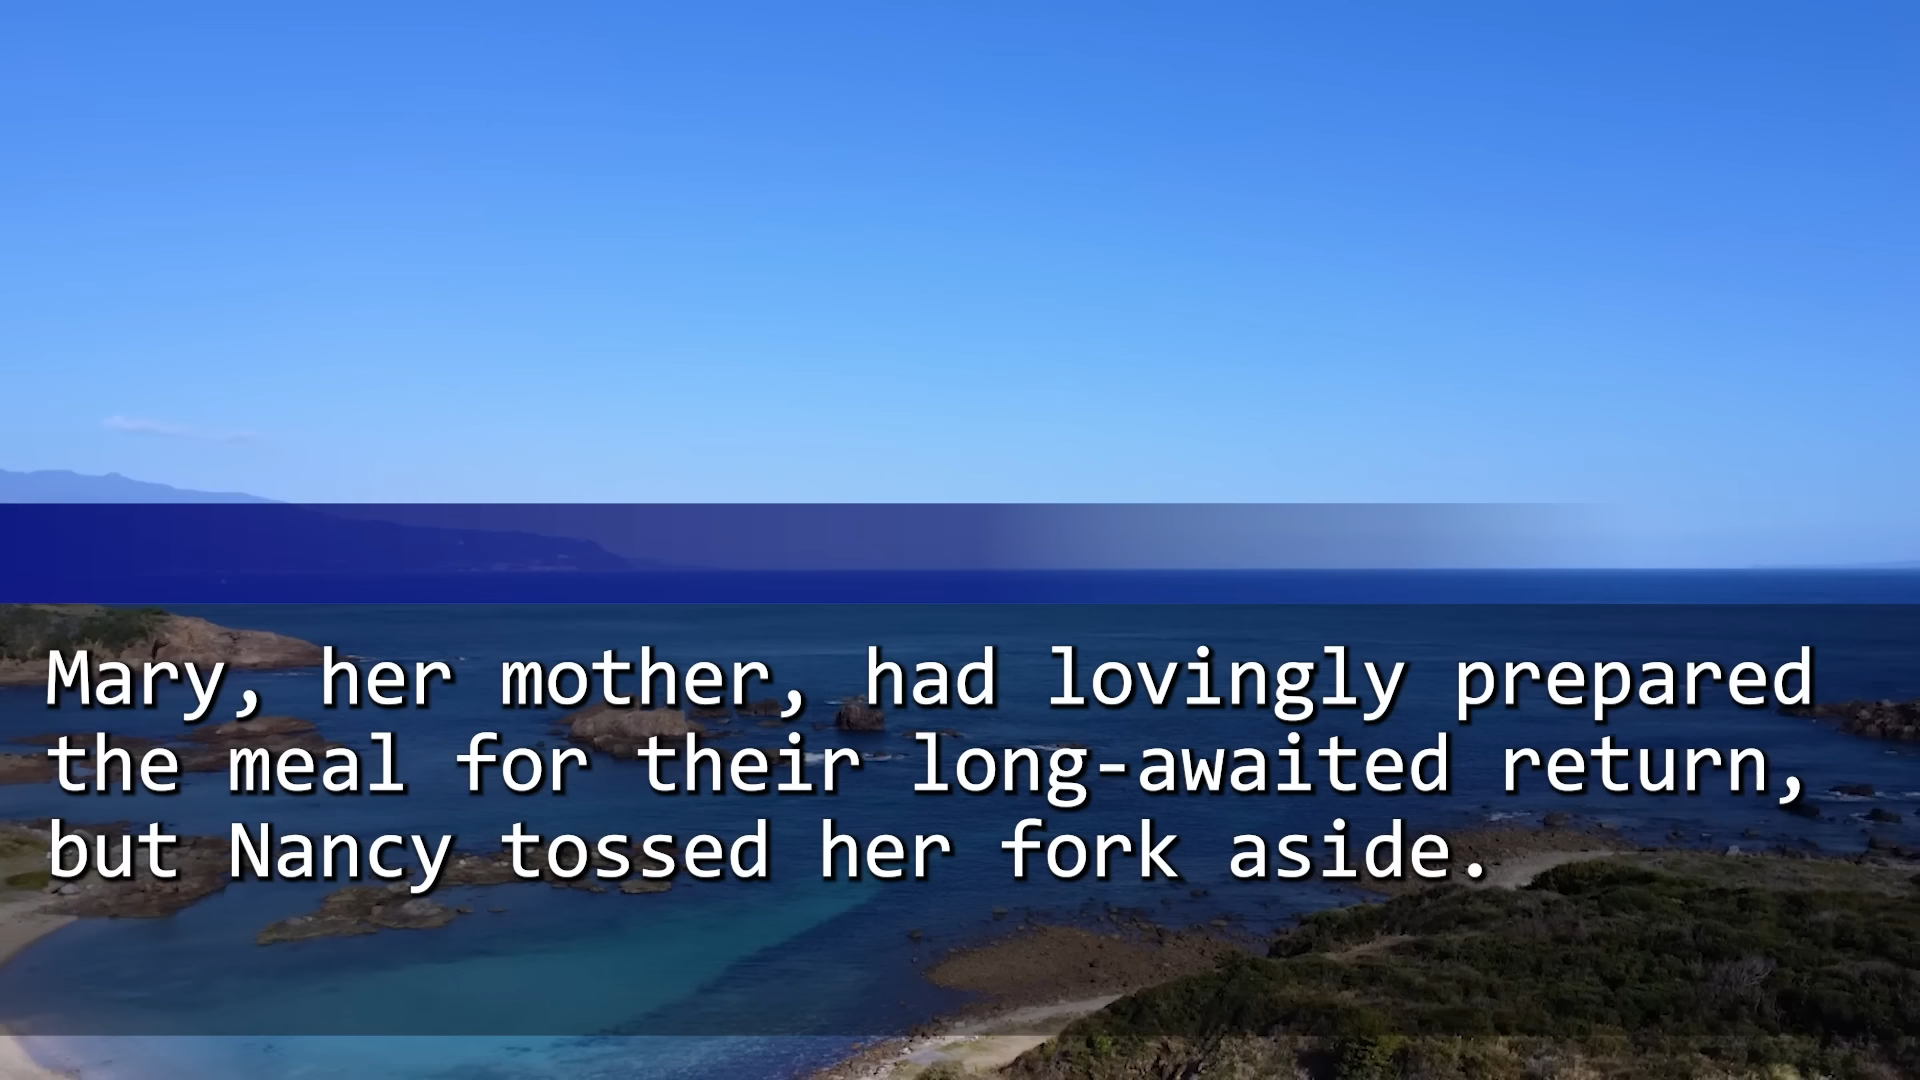 Mary, her mother, had lovingly prepared
the meal for their long-awaited return,
but Nancy tossed her fork aside.